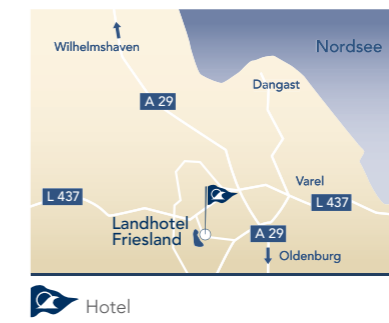 Wilhelmshaven
Nordsee
Dangast
A 29
Varel
L 437
L 437
Landhotel
Friesland
A 29
Oldenburg
Hotel